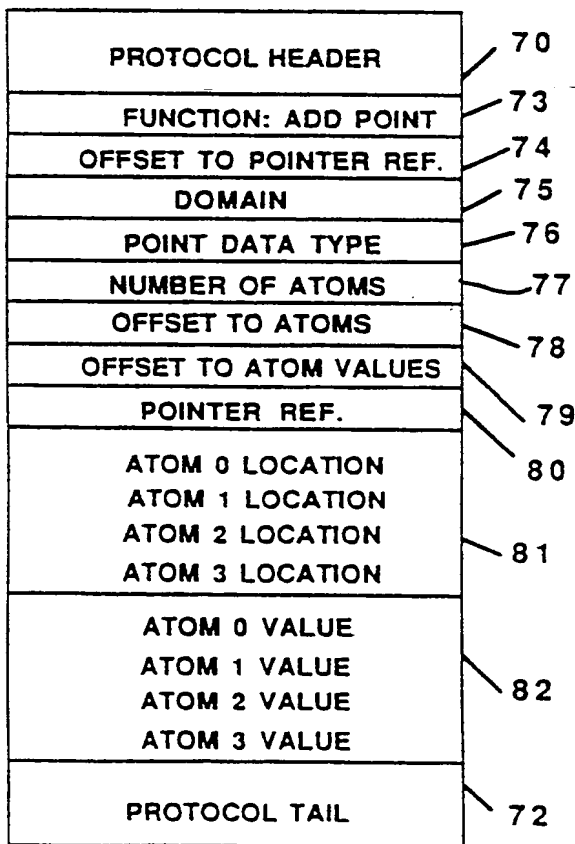 PROTOCOL HEADER 70
FUNCTION: ADD POINT 73
OFFSET TO POINTER REF. 74
DOMAIN 75
POINT DATA TYPE 76
NUMBER OF ATOMS 77
OFFSET TO ATOMS 78
OFFSET TO ATOM VALUES 79
POINTER REF. 80
ATOM 0 LOCATION
ATOM 1 LOCATION
ATOM 2 LOCATION
ATOM 3 LOCATION 81
ATOM 0 VALUE
ATOM 1 VALUE
ATOM 2 VALUE 82
ATOM 3 VALUE
PROTOCOL TAIL 72